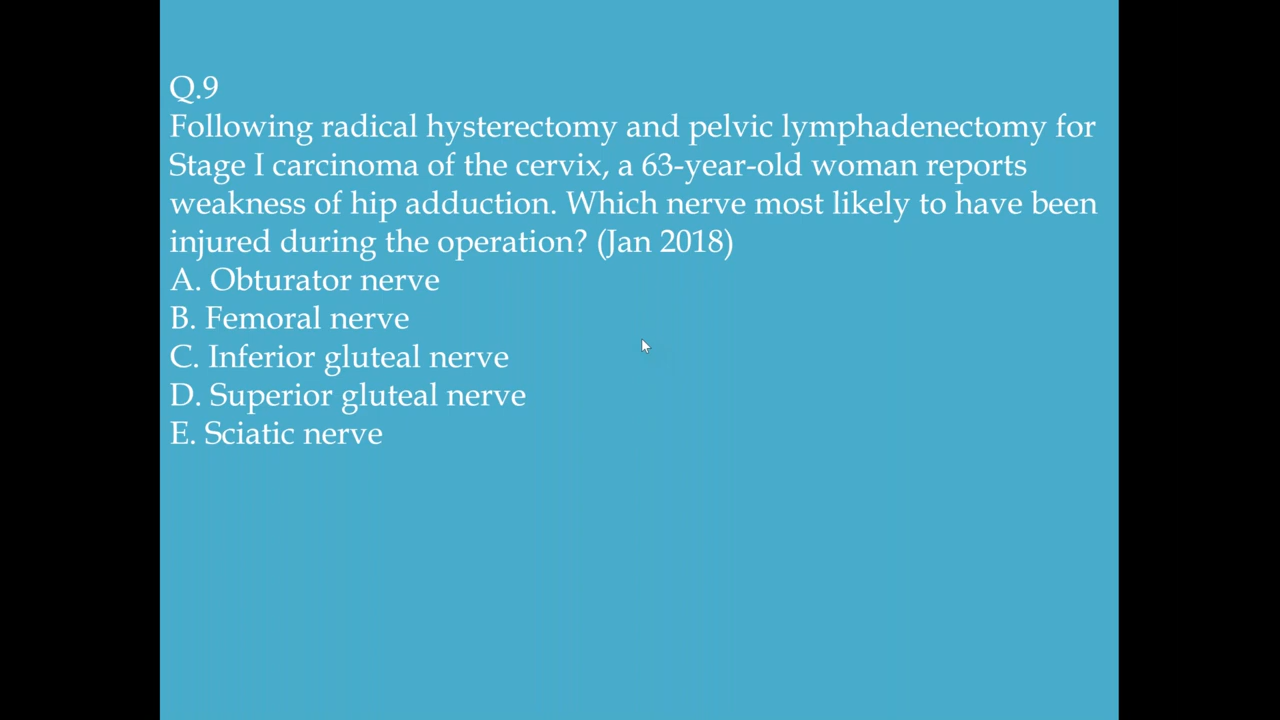 Q.9
Following radical hysterectomy and pelvic lymphadenectomy for
Stage I carcinoma of the cervix, a 63-year-old woman reports
weakness of hip adduction. Which nerve most likely to have been
injured during the operation? (Jan 2018)
A. Obturator nerve
B. Femoral nerve
C. Inferior gluteal nerve
D. Superior gluteal nerve
E. Sciatic nerve